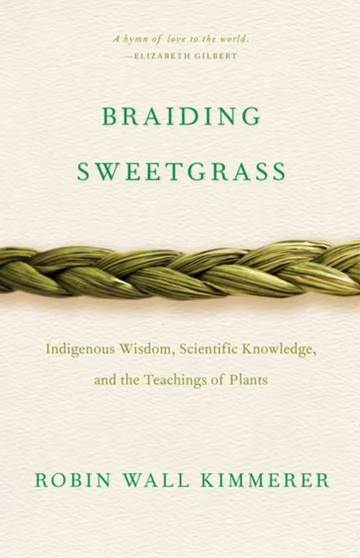 A hymn of love to the world.
—ELIZABETH GILBERT
BRAIDING
SWEETGRASS
Indigenous Wisdom, Scientific Knowledge,
and the Teachings of Plants
ROBIN WALL KIMMERER